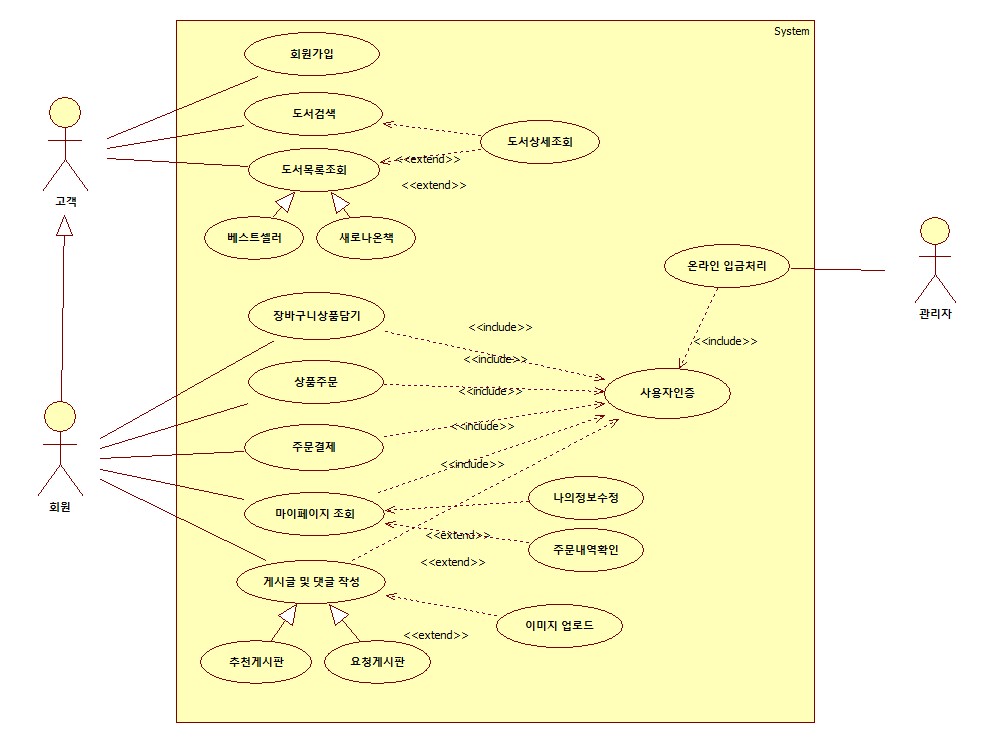 System
회원가입
도서검색
도서상세조회
<<extend>>
도서목록조회
<<extend>>
고객
베스트셀러
새로나온책
온라인 입금처리
관리자
장바구니상품담기
<<include>>
<<include>>
<<include>>
상품주문
<<include>>
사용자인증
<<include>>
주문결제
<<include>>
나의정보수정
회원
마이페이지 조회
<<extend>>
주문내역확인
<<extend>>
게시글 및 댓글 작성
이미지 업로드
<<extend>>
추천게시판
요청게시판